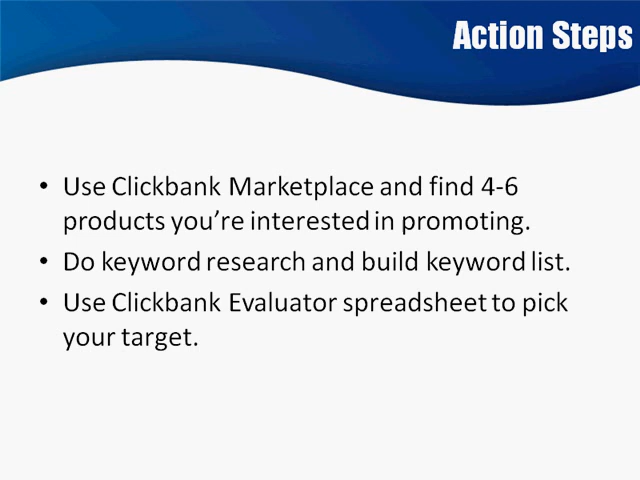 Action Steps
• Use Clickbank Marketplace and find 4-6
products you’re interested in promoting.
• Do keyword research and build keyword list.
• Use Clickbank Evaluator spreadsheet to pick
your target.